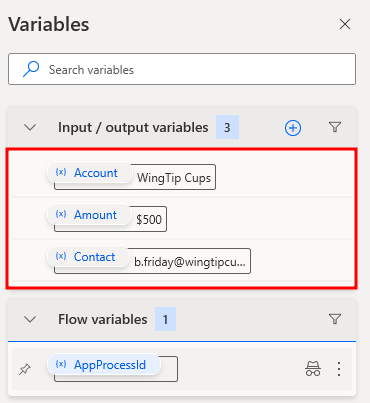 Variables
Search variables
Input / output variables 3
(x) Account WingTip Cups
(x) Amount $500
(x) Contact b.friday@wingtipcu...
Flow variables 1
(x) AppProcessId